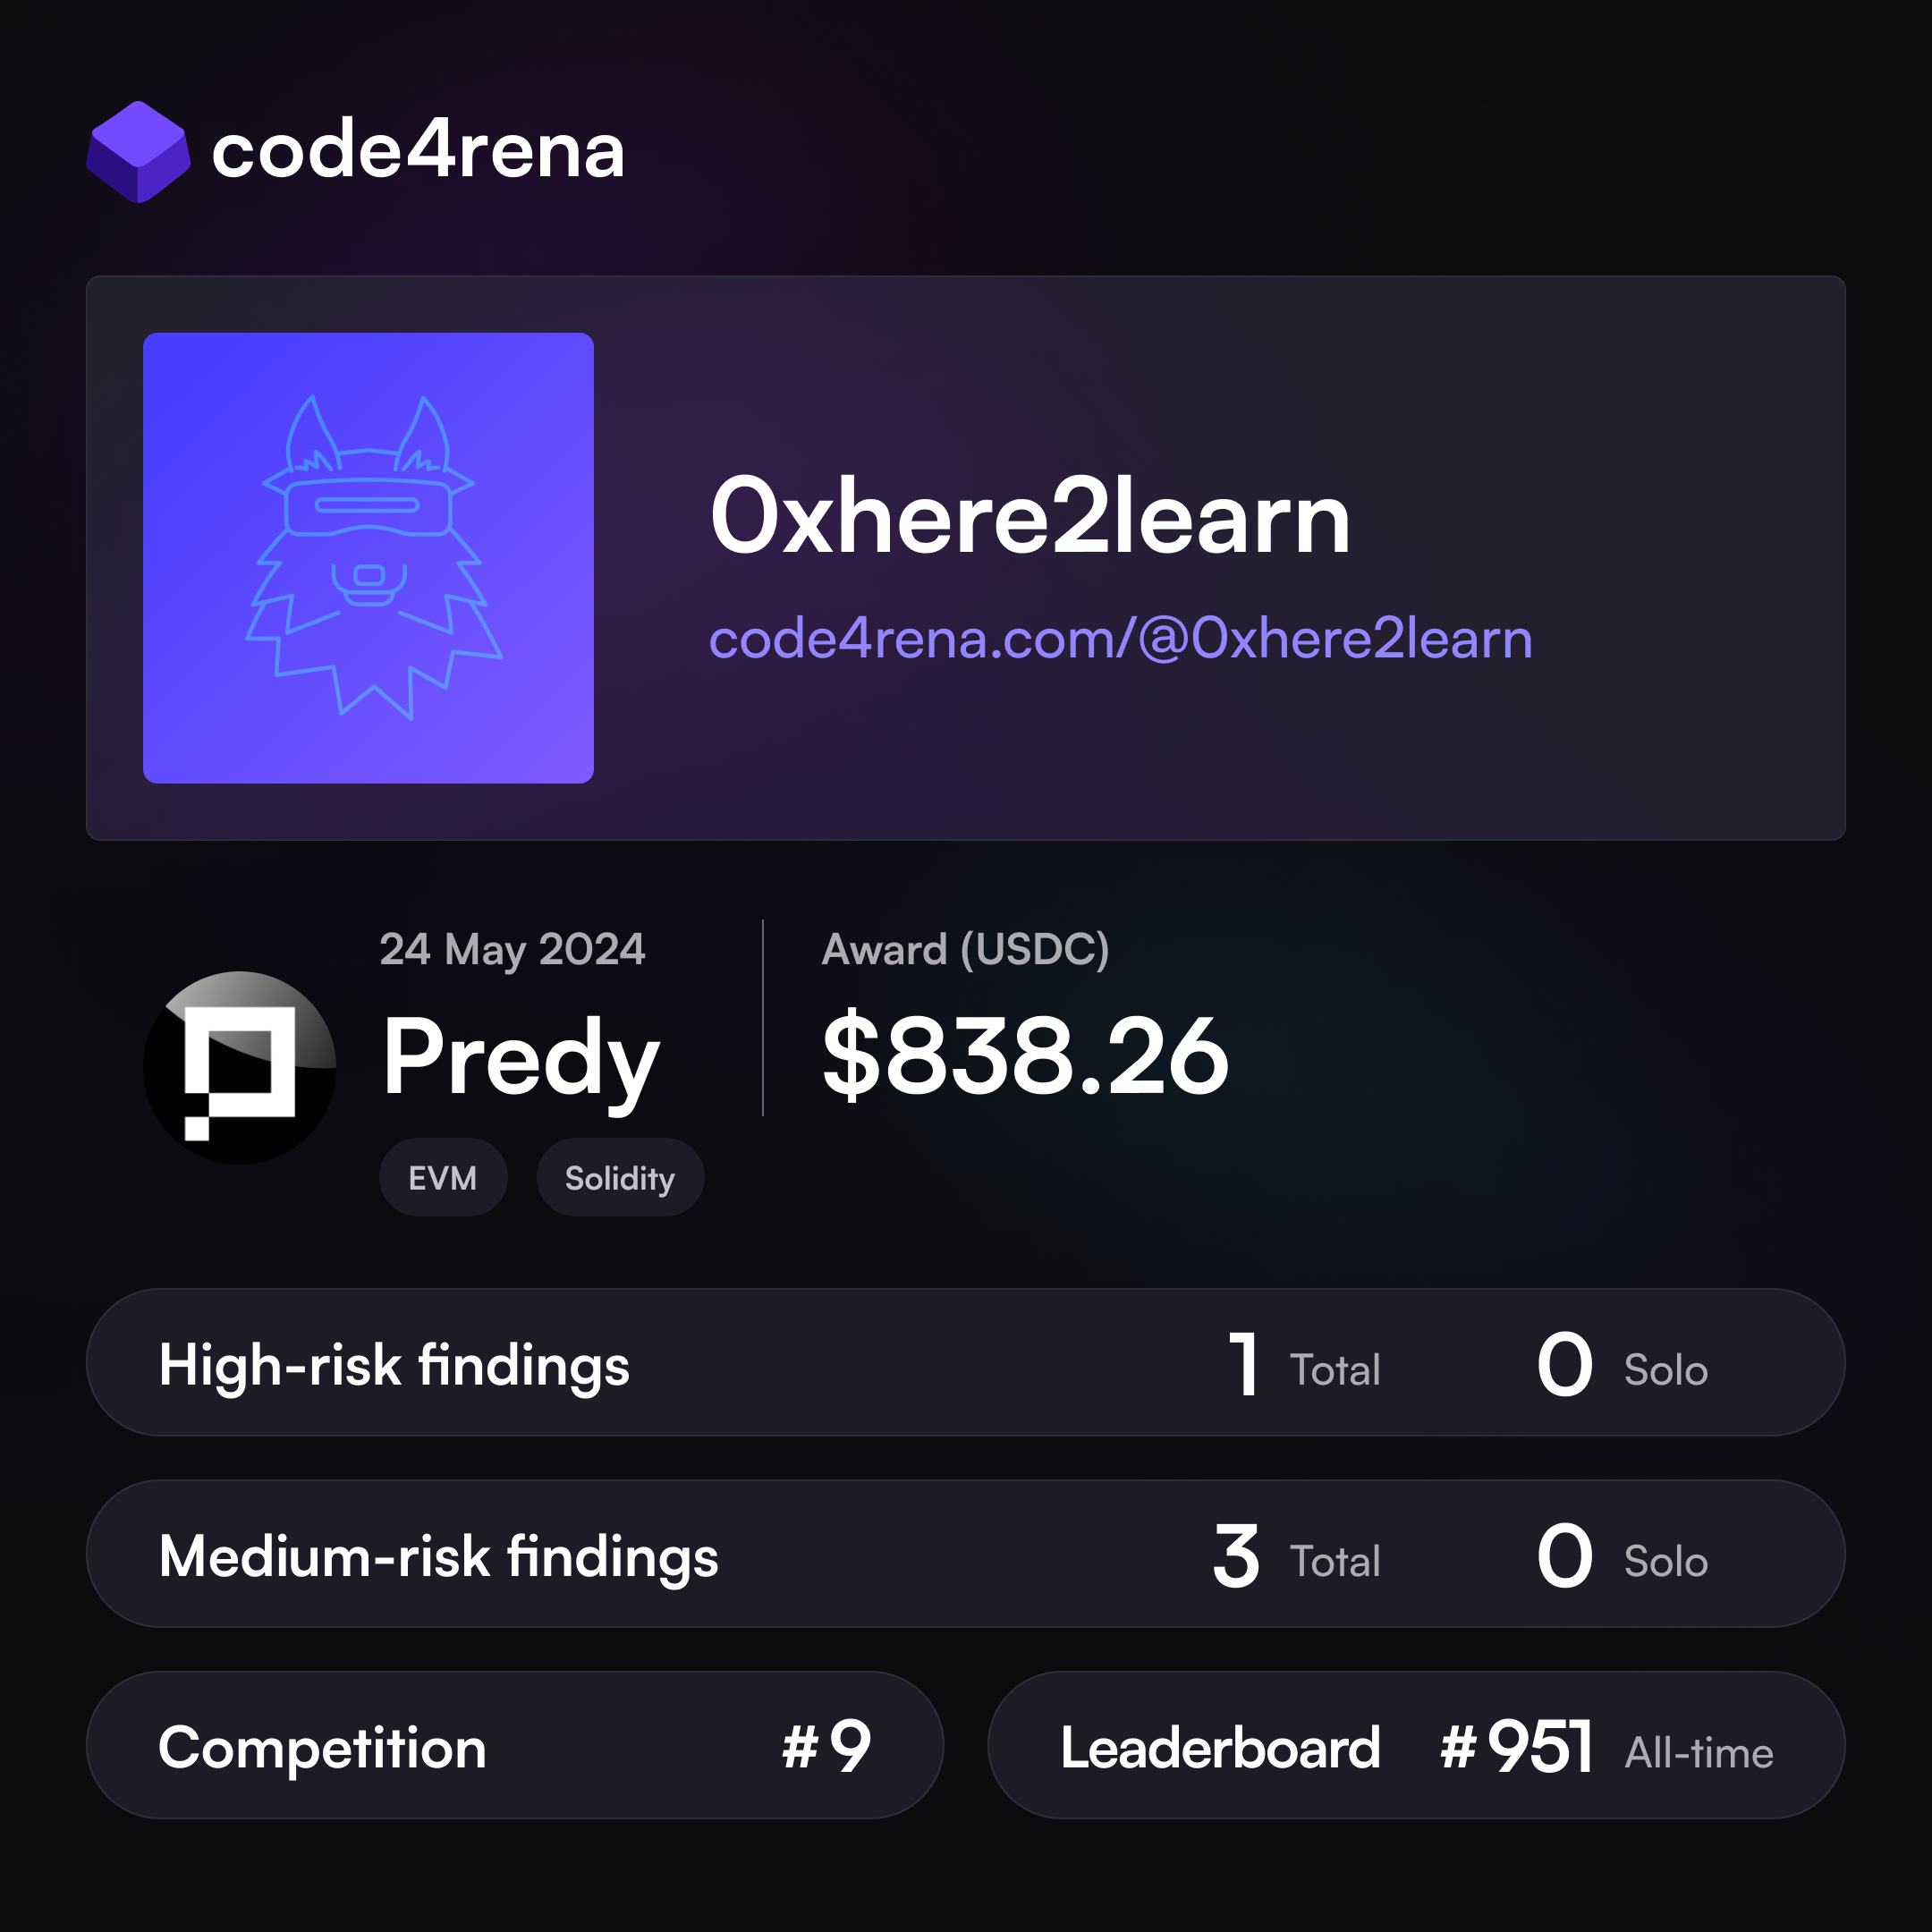 code4rena
0xhere2learn
code4rena.com/@0xhere2learn
24 May 2024
Predy
EVM Solidity
Award (USDC)
$838.26
High-risk findings 1 Total 0 Solo
Medium-risk findings 3 Total 0 Solo
Competition #9
Leaderboard #951 All-time